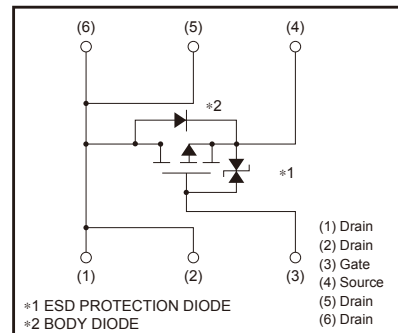 (6) (5) (4)
∗2
∗1
(1) Drain
(2) Drain
(3) Gate
(4) Source
(5) Drain
(6) Drain
(1) (2) (3)
∗1 ESD PROTECTION DIODE
∗2 BODY DIODE